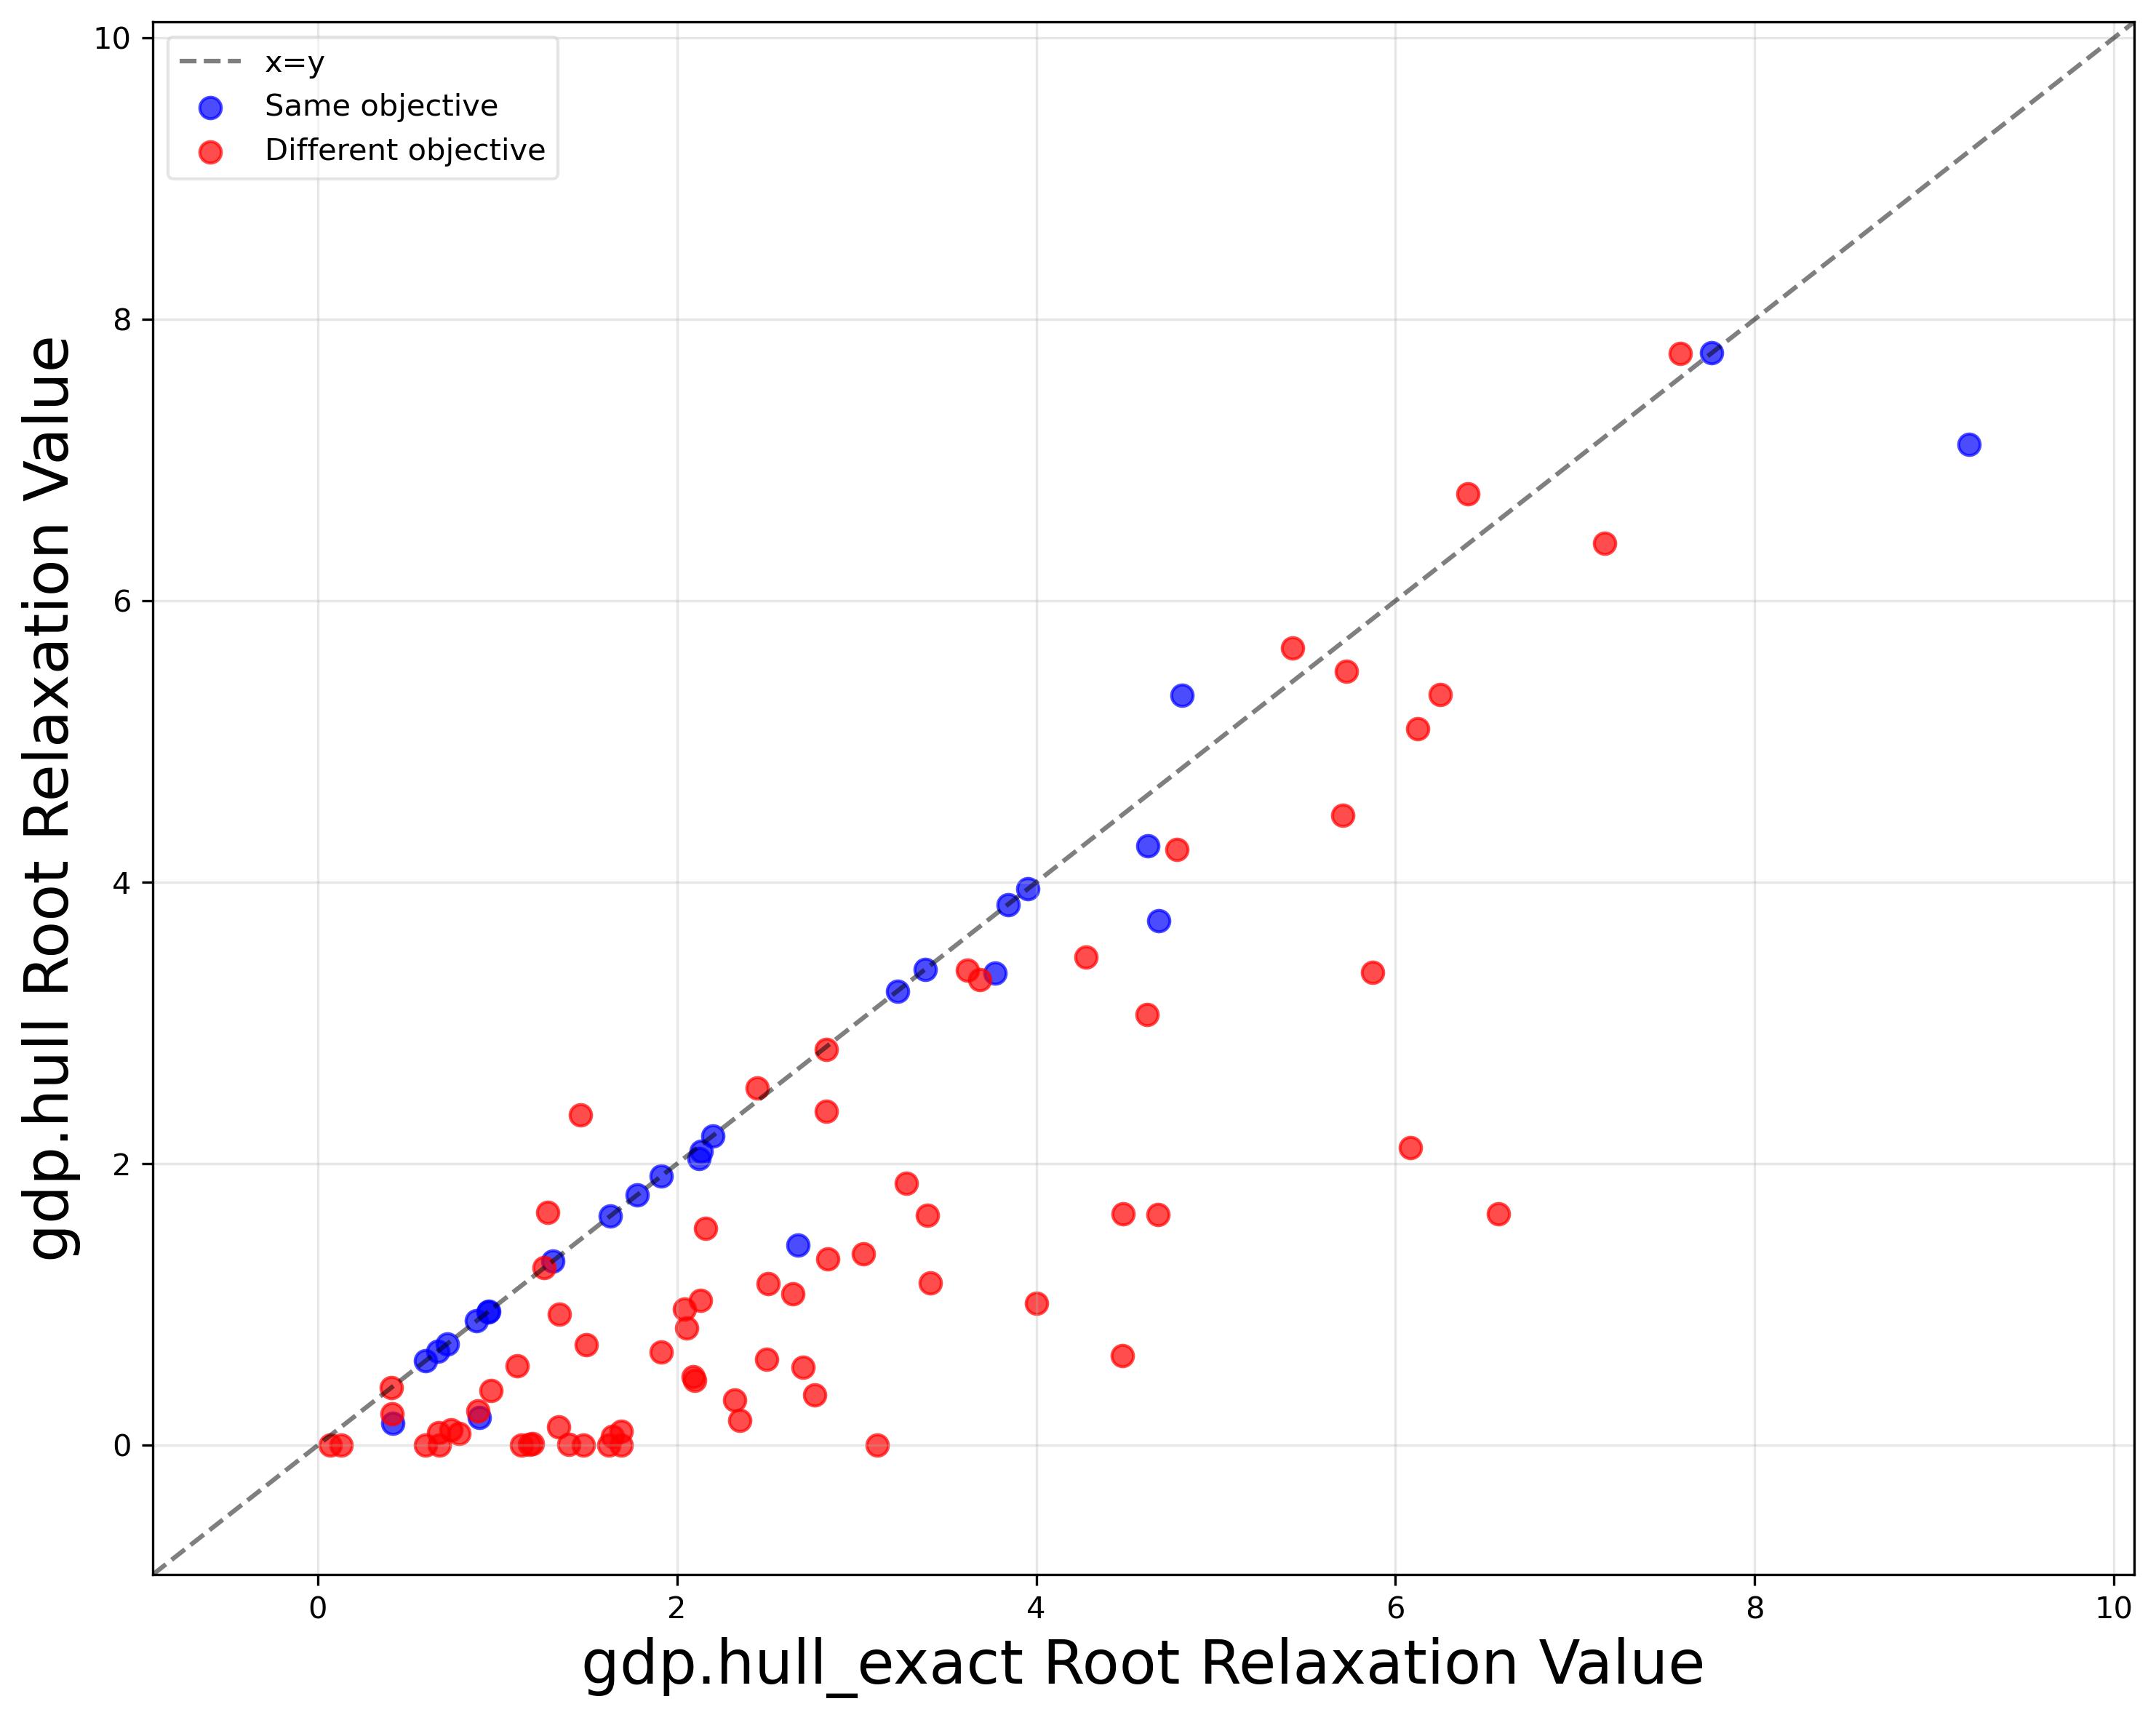 x=y
Same objective
Different objective
10
8
6
4
2
0
0 2 4 6 8 10
gdp.hull Root Relaxation Value
gdp.hull_exact Root Relaxation Value